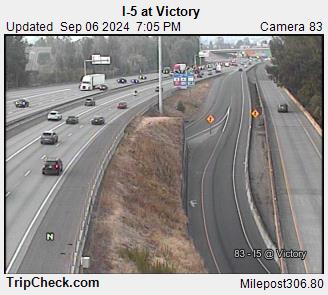 I-5 at Victory
Updated  Sep 06 2024  7:05 PM
Camera 83
N
83 - I5 @ Victory
TripCheck.com
Milepost306.80